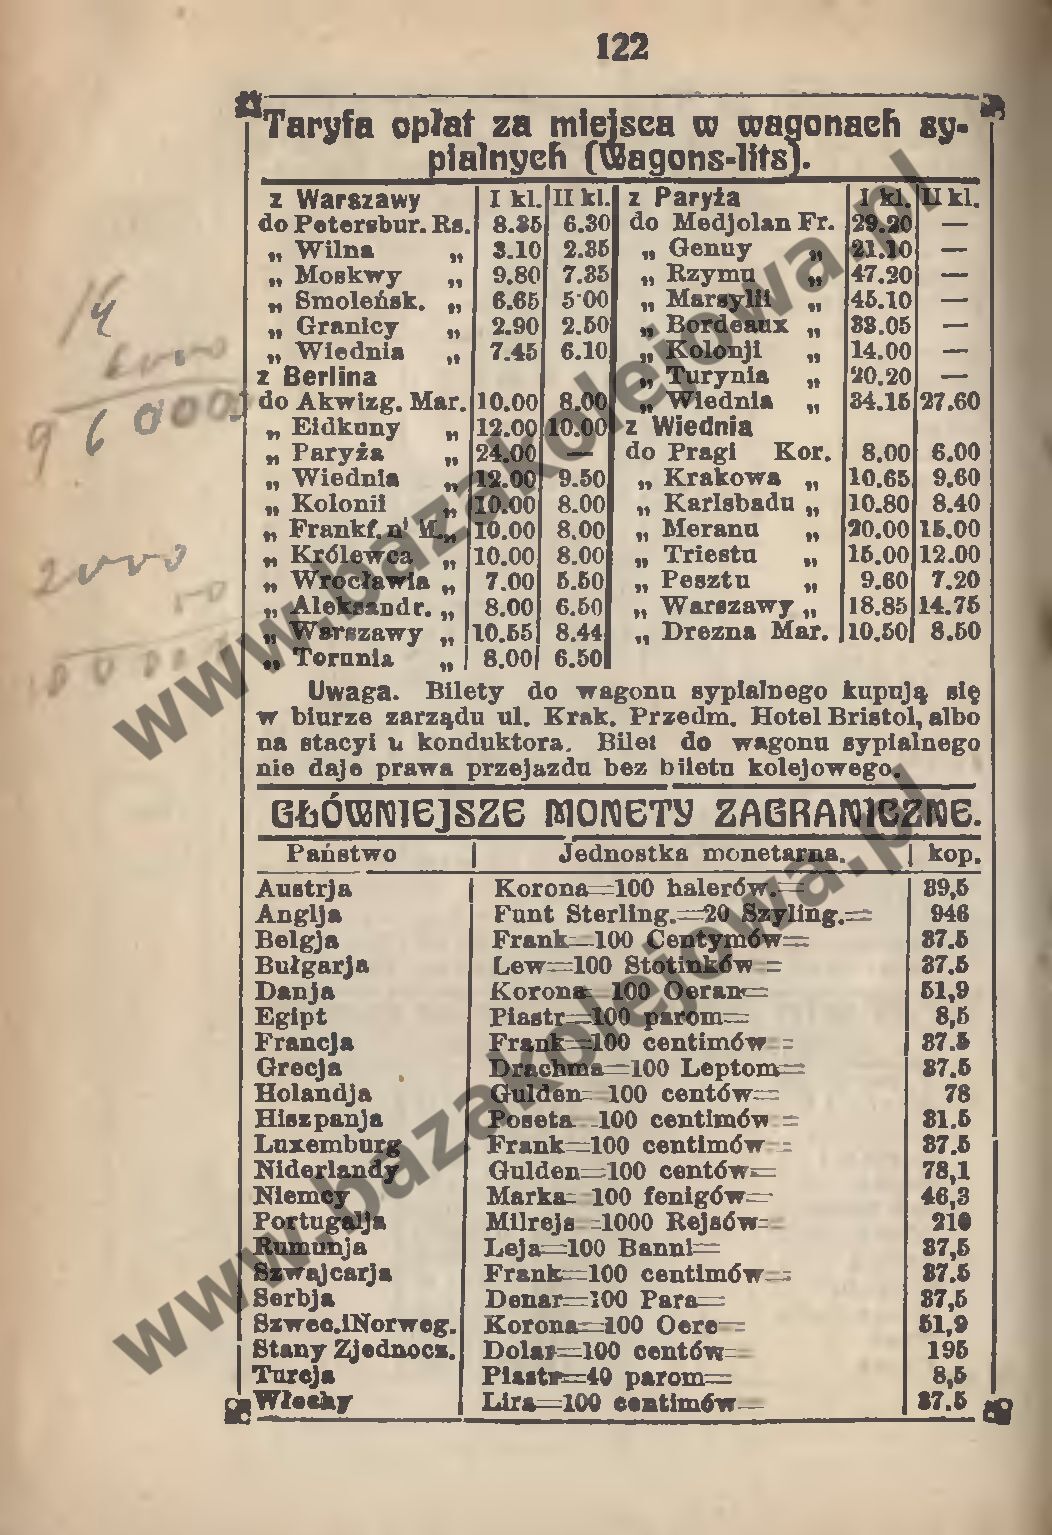 122
Taryfa opłat za miejsca w wagonach sy-
pialnych (Wagons-lits).
z Warszawy I kl. II kl.
do Petersbur. Rs. 8.35 6.30
„ Wilna „ 3.10 2.35
„ Moskwy „ 9.80 7.35
„ Smoleńsk. „ 6.65 5·00
„ Granicy „ 2.90 2.50
„ Wiednia „ 7.45 6.10
z Berlina
do Akwizg. Mar. 10.00 8.00
„ Eidkuny „ 12.00 10.00
„ Paryża „ 24.00 —
„ Wiednia „ 12.00 9.50
„ Kolonii „ 10.00 8.00
„ Frankf. n' M. „ 10.00 8.00
„ Królewca „ 10.00 8.00
„ Wrocławia „ 7.00 5.50
„ Aleksandr. „ 8.00 6.50
„ Warszawy „ 10.55 8.44
„ Torunia „ 8.00 6.50
z Paryża I kl. II kl.
do Medjolan Fr. 29.20 —
„ Genuy „ 21.10 —
„ Rzymu „ 47.20 —
„ Marsylii „ 45.10 —
„ Bordeaux „ 33.05 —
„ Kolonji „ 14.00 —
„ Turynia „ 20.20 —
„ Wiednia „ 34.15 27.60
z Wiednia
do Pragi Kor. 8.00 6.00
„ Krakowa „ 10.65 9.60
„ Karlsbadu „ 10.80 8.40
„ Meranu „ 20.00 15.00
„ Triestu „ 15.00 12.00
„ Pesztu „ 9.60 7.20
„ Warszawy „ 18.85 14.75
„ Drezna Mar. 10.50 8.50
Uwaga. Bilety do wagonu sypialnego kupują się
w biurze zarządu ul. Krak. Przedm. Hotel Bristol, albo
na stacyi u konduktora. Bilet do wagonu sypialnego
nie daje prawa przejazdu bez biletu kolejowego.
GŁÓWNIEJSZE MONETY ZAGRANICZNE.
Państwo Jednostka monetarna. kop.
Austrja Korona=100 halerów.= 39,5
Anglja Funt Sterling.=20 Szyling.= 946
Belgja Frank=100 Centymów= 37.5
Bułgarja Lew=100 Stotinków= 37.5
Danja Korona=100 Oeran= 51,9
Egipt Piastr=100 parom= 8,5
Francja Frank=100 centimów= 37.5
Grecja Drachma=100 Leptom= 37.5
Holandja Gulden=100 centów= 78
Hiszpanja Poseta=100 centimów= 31.5
Luxemburg Frank=100 centimów= 37.5
Niderlandy Gulden=100 centów= 78,1
Niemcy Marka=100 fenigów= 46,3
Portugalja Milrejs=1000 Rejsów= 210
Rumunja Leja=100 Banni= 37,5
Szwajcarja Frank=100 centimów= 37.5
Serbja Denar=100 Para= 37,5
Szwec.iNorweg. Korona=100 Oere= 51,9
Stany Zjednocz. Dolar=100 centów= 195
Turcja Piastr=40 parom= 8,5
Włochy Lira=100 centimów= 37.5
www.bazakolejowa.pl
www.bazakolejowa.pl